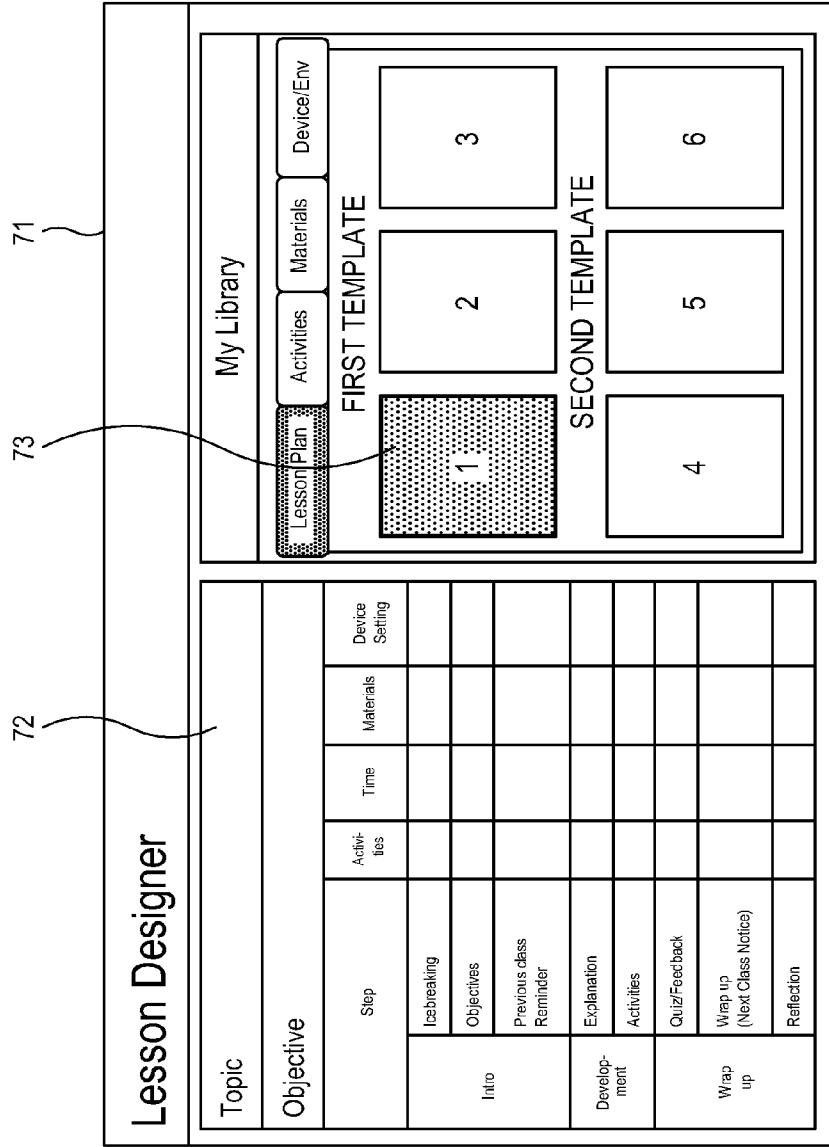 71
72
73
Lesson Designer
Topic
Objective
Step
Activi-
ties
Time
Materials
Device
Setting
Intro
Icebreaking
Objectives
Previous class
Reminder
Develop-
ment
Explanation
Activities
Wrap
up
Quiz/Feedback
Wrap up
(Next Class Notice)
Reflection
My Library
Lesson Plan
Activities
Materials
Device/Env
FIRST TEMPLATE
1
2
3
SECOND TEMPLATE
4
5
6